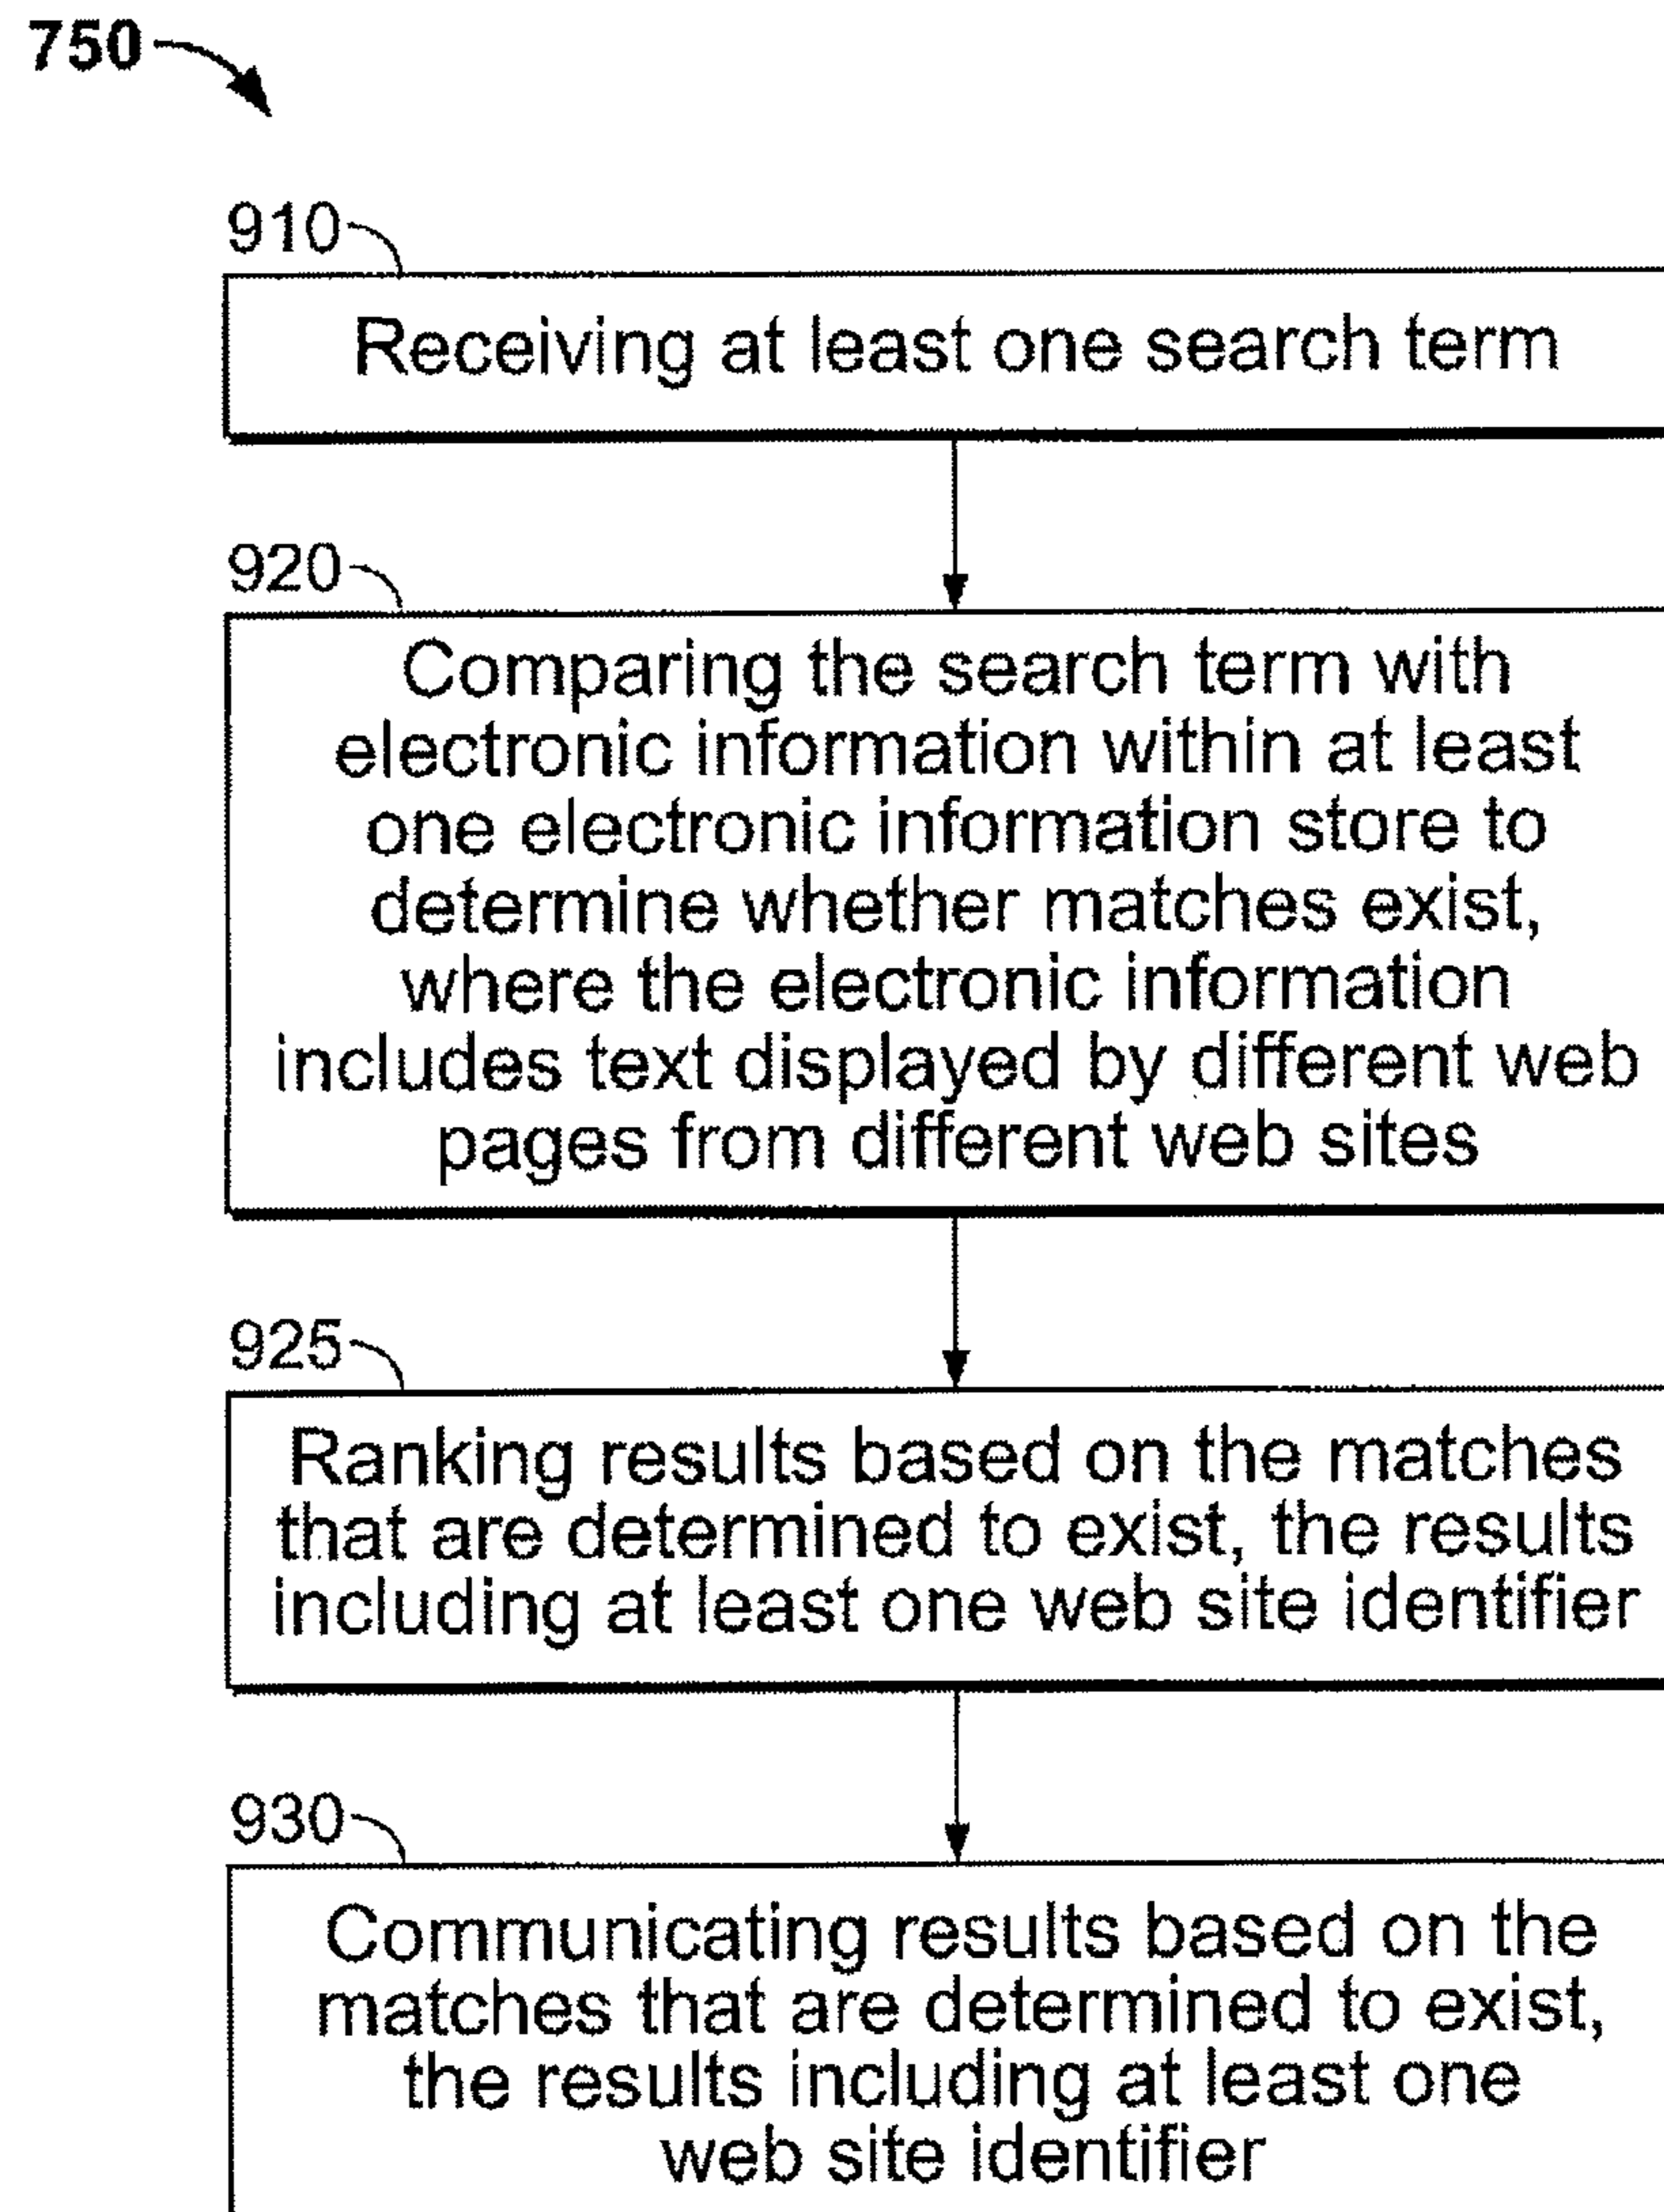 750
910
Receiving at least one search term
920
Comparing the search term with
electronic information within at least
one electronic information store to
determine whether matches exist,
where the electronic information
includes text displayed by different web
pages from different web sites
925
Ranking results based on the matches
that are determined to exist, the results
including at least one web site identifier
930
Communicating results based on the
matches that are determined to exist,
the results including at least one
web site identifier